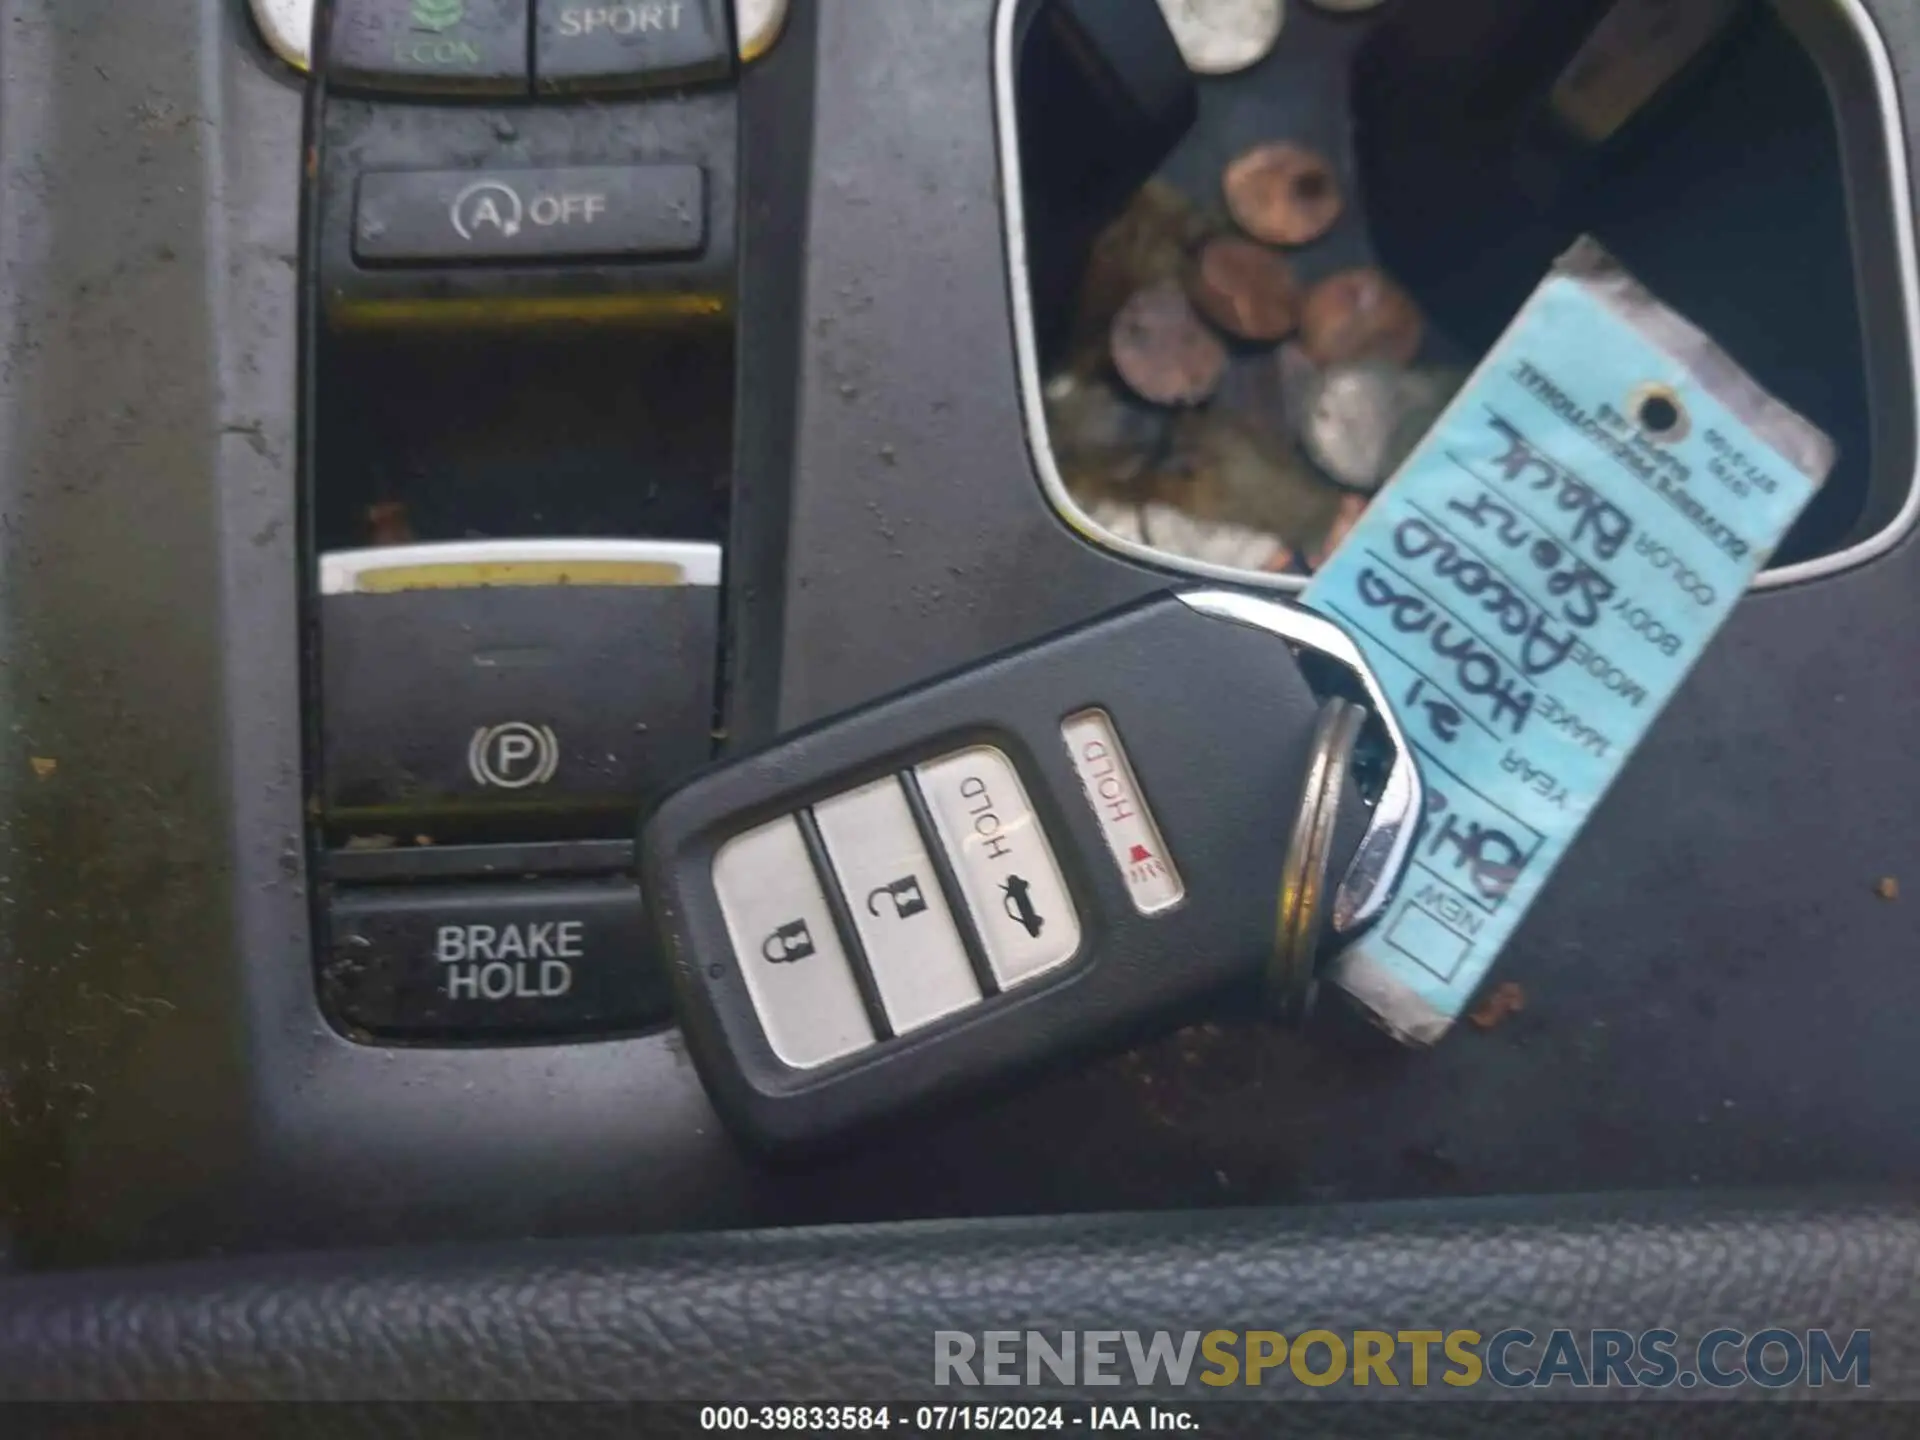 ECON
SPORT
A OFF
P
BRAKE
HOLD
HOLD
HOLD
COLOR Black
BODY Sport
MODEL Accord
MAKE Honda
YEAR 21
NEW
RENEWSPORTSCARS.COM
000-39833584 - 07/15/2024 - IAA Inc.